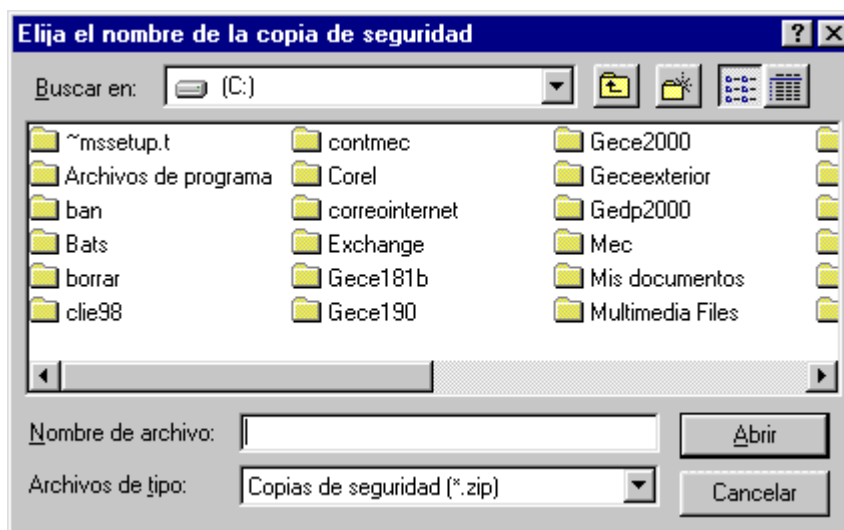 Elija el nombre de la copia de seguridad
Buscar en: (C:)
~mssetup.t contmec Gece2000
Archivos de programa Corel Geceexterior
ban correointernet Gedp2000
Bats Exchange Mec
borrar Gece181b Mis documentos
clie98 Gece190 Multimedia Files
Nombre de archivo: Abrir
Archivos de tipo: Copias de seguridad (*.zip) Cancelar